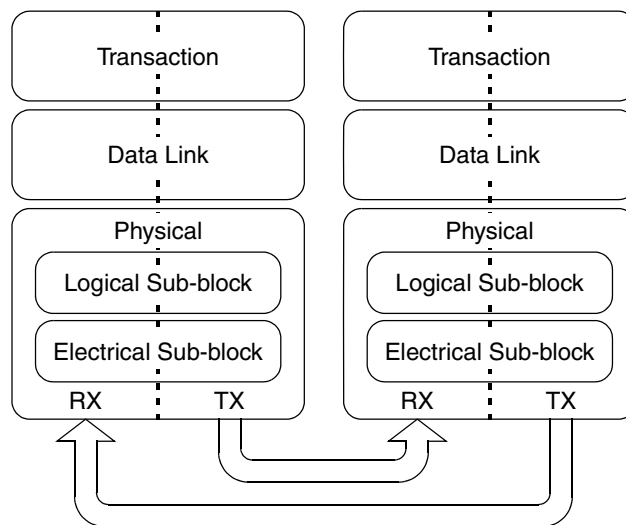 Transaction
Transaction
Data Link
Data Link
Physical
Physical
Logical Sub-block
Logical Sub-block
Electrical Sub-block
Electrical Sub-block
RX TX
RX TX